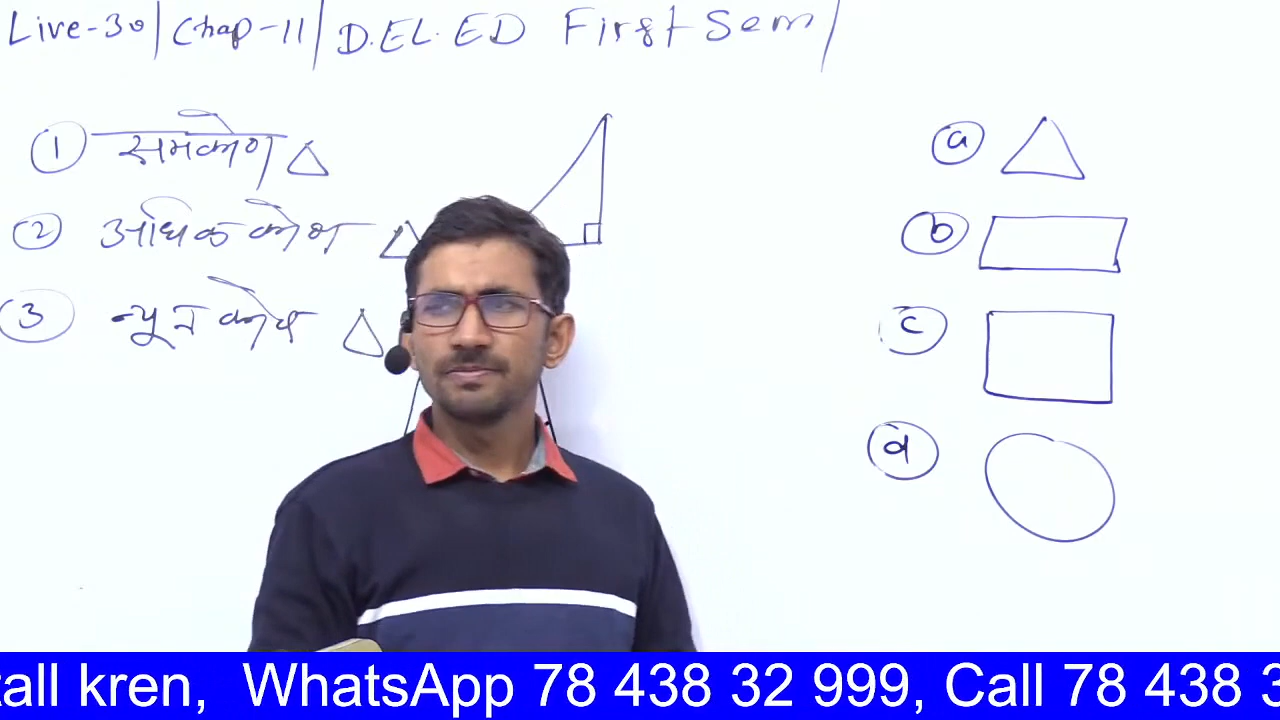 Live-30/Chap-11/D.EL.ED First Sem/
1 समकोण △
2 अधिक कोण △
3 न्यून कोण △
a
b
c
d
tall kren, WhatsApp 78 438 32 999, Call 78 438 3